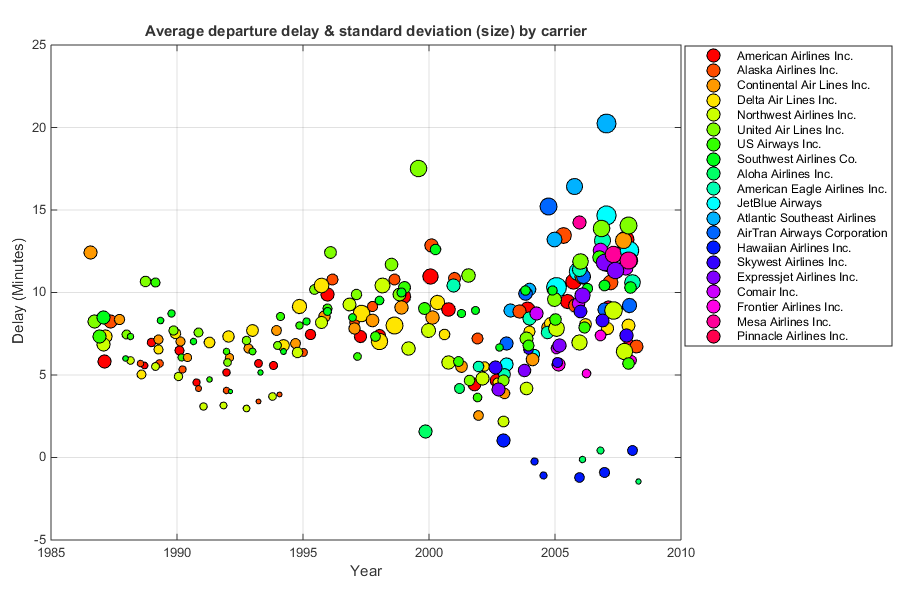 Average departure delay & standard deviation (size) by carrier
25
20
15
10
5
0
-5
Delay (Minutes)
1985
1990
1995
2000
2005
2010
Year
American Airlines Inc.
Alaska Airlines Inc.
Continental Air Lines Inc.
Delta Air Lines Inc.
Northwest Airlines Inc.
United Air Lines Inc.
US Airways Inc.
Southwest Airlines Co.
Aloha Airlines Inc.
American Eagle Airlines Inc.
JetBlue Airways
Atlantic Southeast Airlines
AirTran Airways Corporation
Hawaiian Airlines Inc.
Skywest Airlines Inc.
Expressjet Airlines Inc.
Comair Inc.
Frontier Airlines Inc.
Mesa Airlines Inc.
Pinnacle Airlines Inc.